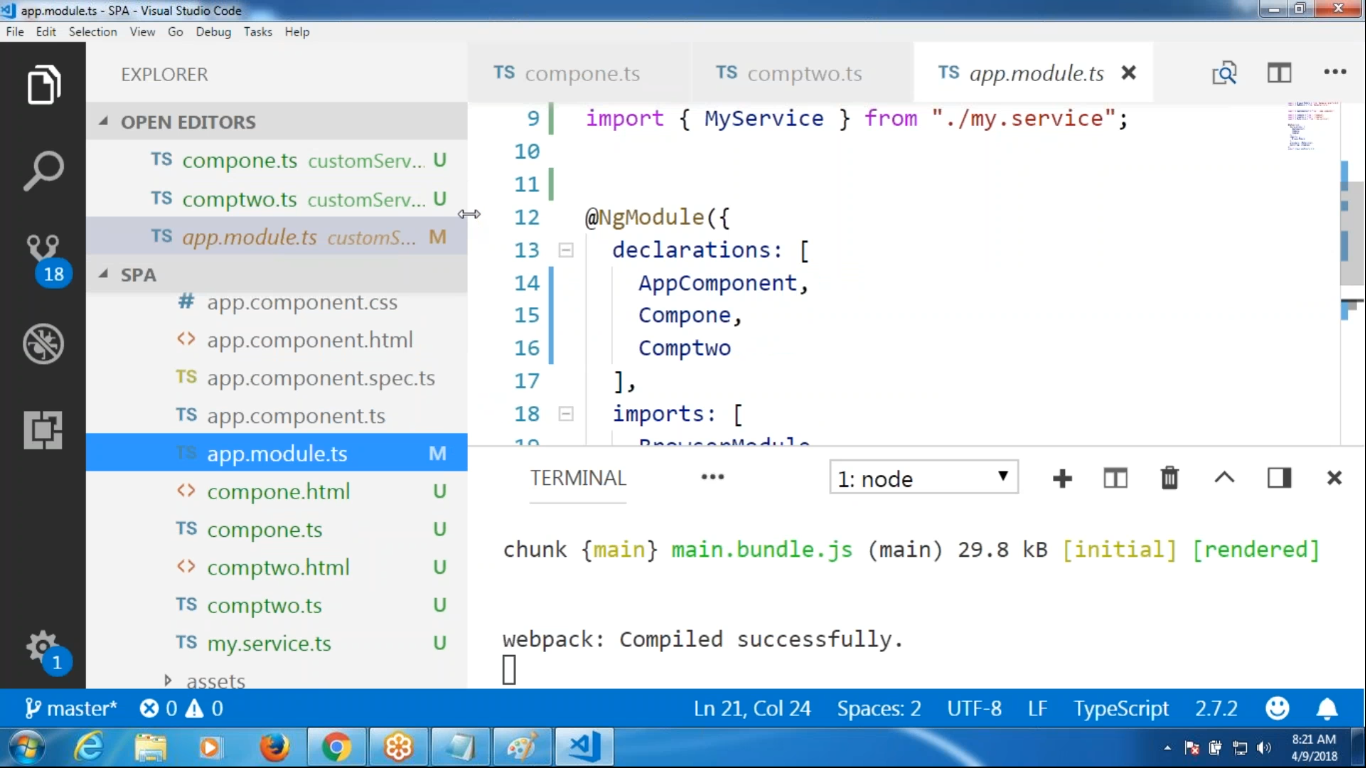 app.module.ts - SPA - Visual Studio Code
File Edit Selection View Go Debug Tasks Help
EXPLORER
OPEN EDITORS
TS compone.ts customServ... U
TS comptwo.ts customServ... U
TS app.module.ts customS... M
SPA
# app.component.css
<> app.component.html
TS app.component.spec.ts
TS app.component.ts
TS app.module.ts M
<> compone.html U
TS compone.ts U
<> comptwo.html U
TS comptwo.ts U
TS my.service.ts U
assets
18
1
TS compone.ts TS comptwo.ts TS app.module.ts
9 import { MyService } from "./my.service";
10
11
12 @NgModule({
13 declarations: [
14 AppComponent,
15 Compone,
16 Comptwo
17 ],
18 imports: [
19 BrowserModule
TERMINAL ••• 1: node
chunk {main} main.bundle.js (main) 29.8 kB [initial] [rendered]
webpack: Compiled successfully.
master* 0 0 Ln 21, Col 24 Spaces: 2 UTF-8 LF TypeScript 2.7.2
8:21 AM
4/9/2018